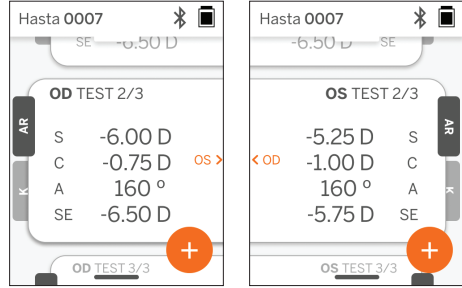 Hasta 0007
SE -6.50 D
OD TEST 2/3
AR
K
S -6.00 D
C -0.75 D
A 160 º
SE -6.50 D
OS >
+
OD TEST 3/3
Hasta 0007
-6.50 D SE
OS TEST 2/3
AR
K
-5.25 D S
< OD
-1.00 D C
160 º A
-5.75 D SE
+
OS TEST 3/3